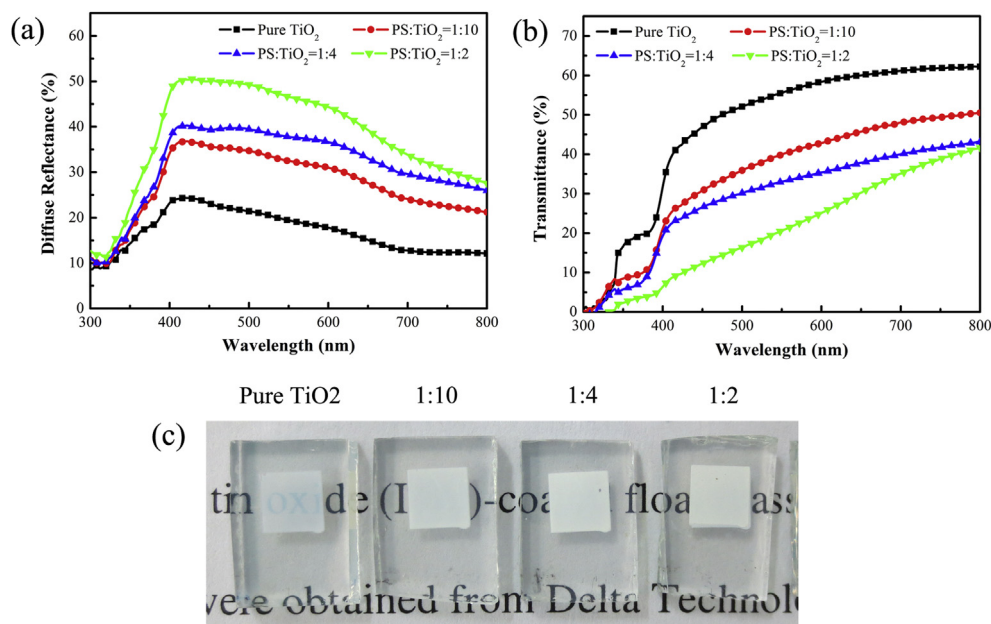 (a)
Pure TiO₂
PS:TiO₂=1:10
PS:TiO₂=1:4
PS:TiO₂=1:2
Diffuse Reflectance (%)
60
50
40
30
20
10
0
300 400 500 600 700 800
Wavelength (nm)
(b)
Pure TiO₂
PS:TiO₂=1:10
PS:TiO₂=1:4
PS:TiO₂=1:2
Transmittance (%)
70
60
50
40
30
20
10
0
300 400 500 600 700 800
Wavelength (nm)
Pure TiO2 1:10 1:4 1:2
(c)
tin oxide (I )-coa floa ass
were obtained from Delta Technolo